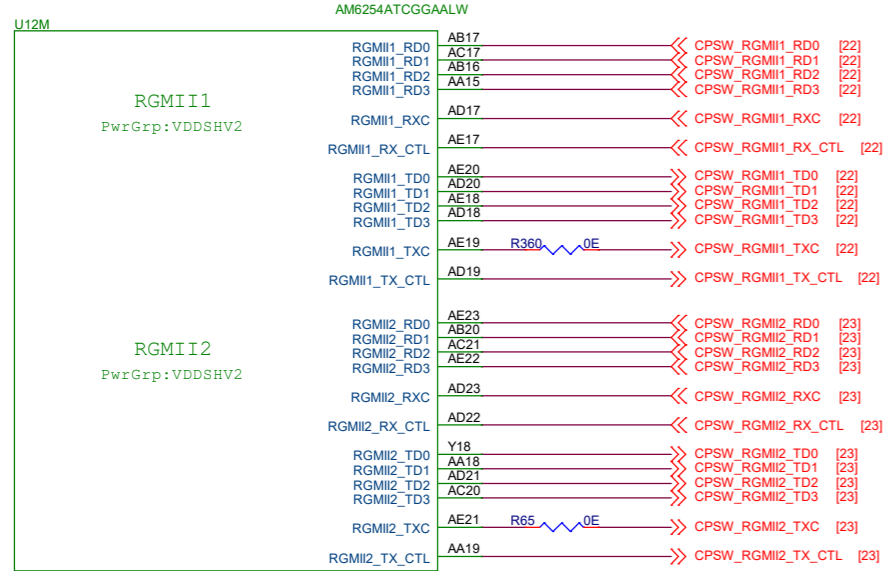 AM6254ATCGGAALW
U12M
RGMII1
PwrGrp:VDDSHV2
RGMII1_RD0 AB17 CPSW_RGMII1_RD0 [22]
RGMII1_RD1 AC17 CPSW_RGMII1_RD1 [22]
RGMII1_RD2 AB16 CPSW_RGMII1_RD2 [22]
RGMII1_RD3 AA15 CPSW_RGMII1_RD3 [22]
RGMII1_RXC AD17 CPSW_RGMII1_RXC [22]
RGMII1_RX_CTL AE17 CPSW_RGMII1_RX_CTL [22]
RGMII1_TD0 AE20 CPSW_RGMII1_TD0 [22]
RGMII1_TD1 AD20 CPSW_RGMII1_TD1 [22]
RGMII1_TD2 AE18 CPSW_RGMII1_TD2 [22]
RGMII1_TD3 AD18 CPSW_RGMII1_TD3 [22]
RGMII1_TXC AE19 R360 0E CPSW_RGMII1_TXC [22]
RGMII1_TX_CTL AD19 CPSW_RGMII1_TX_CTL [22]
RGMII2
PwrGrp:VDDSHV2
RGMII2_RD0 AE23 CPSW_RGMII2_RD0 [23]
RGMII2_RD1 AB20 CPSW_RGMII2_RD1 [23]
RGMII2_RD2 AC21 CPSW_RGMII2_RD2 [23]
RGMII2_RD3 AE22 CPSW_RGMII2_RD3 [23]
RGMII2_RXC AD23 CPSW_RGMII2_RXC [23]
RGMII2_RX_CTL AD22 CPSW_RGMII2_RX_CTL [23]
RGMII2_TD0 Y18 CPSW_RGMII2_TD0 [23]
RGMII2_TD1 AA18 CPSW_RGMII2_TD1 [23]
RGMII2_TD2 AD21 CPSW_RGMII2_TD2 [23]
RGMII2_TD3 AC20 CPSW_RGMII2_TD3 [23]
RGMII2_TXC AE21 R65 0E CPSW_RGMII2_TXC [23]
RGMII2_TX_CTL AA19 CPSW_RGMII2_TX_CTL [23]